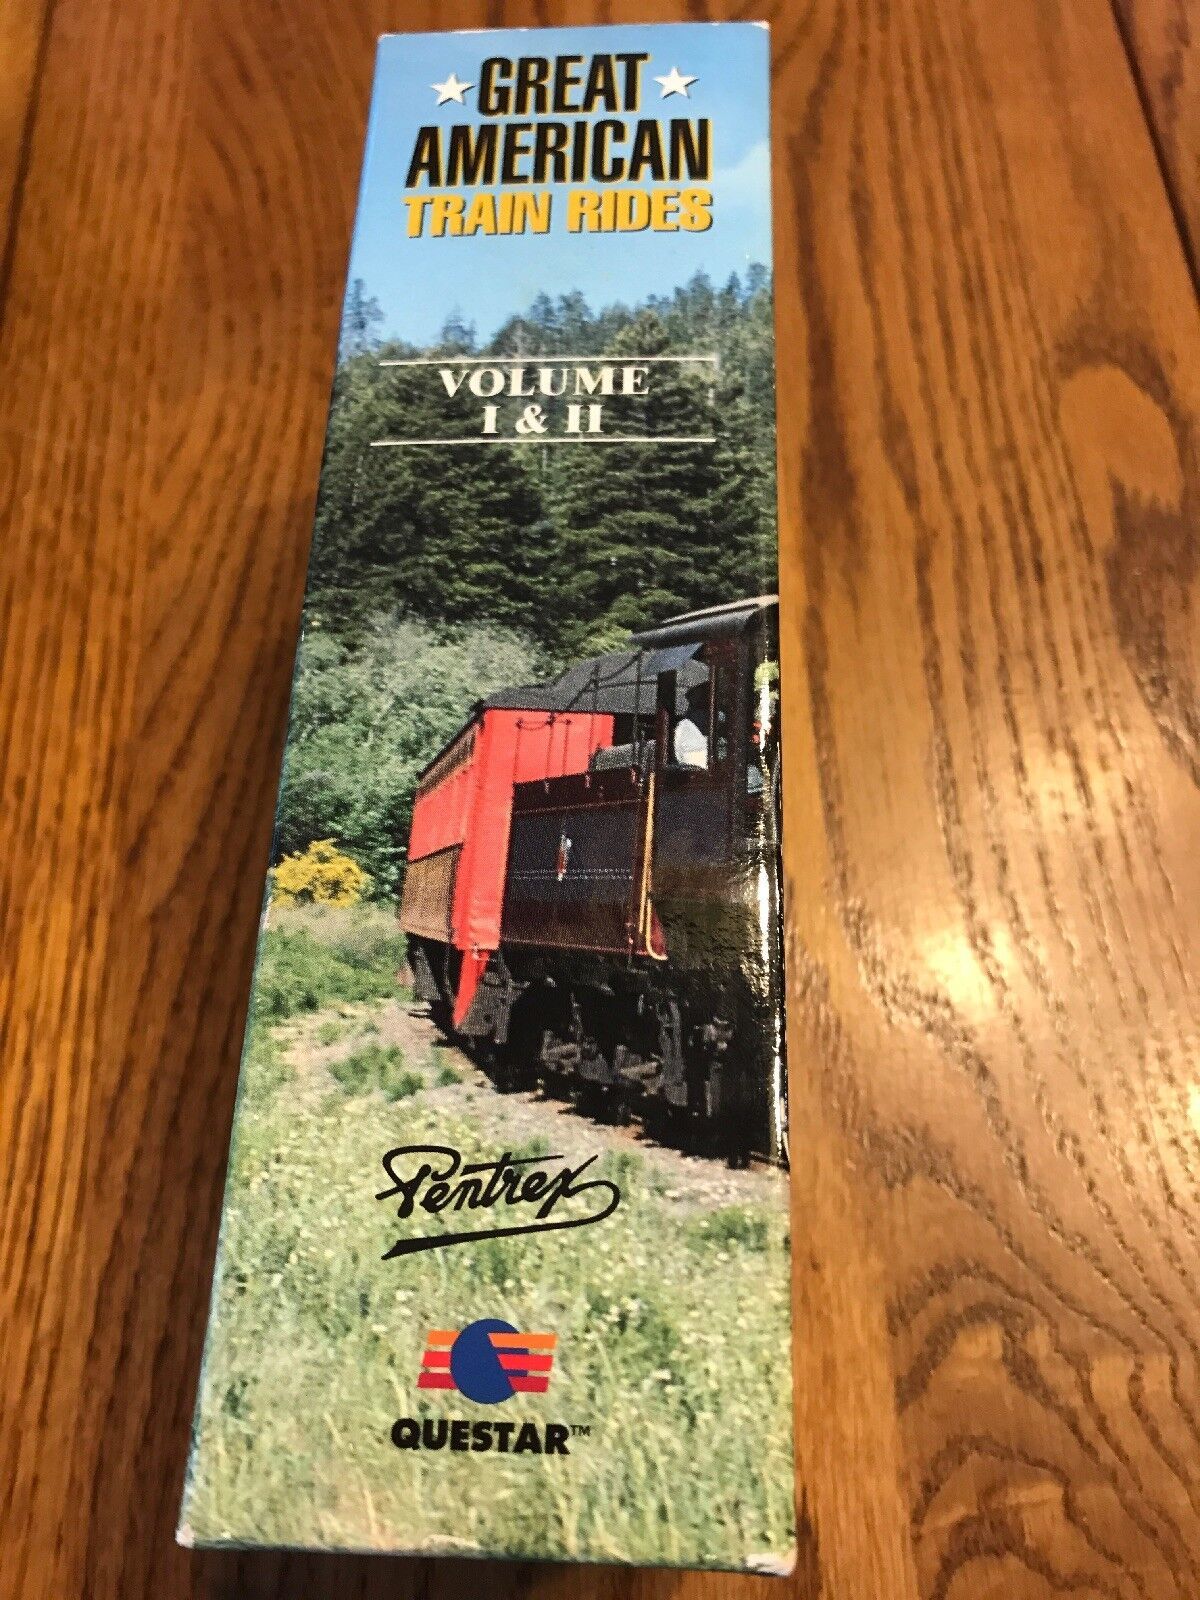 GREAT
AMERICAN
TRAIN RIDES
VOLUME
I & II
Pentrex
QUESTAR™